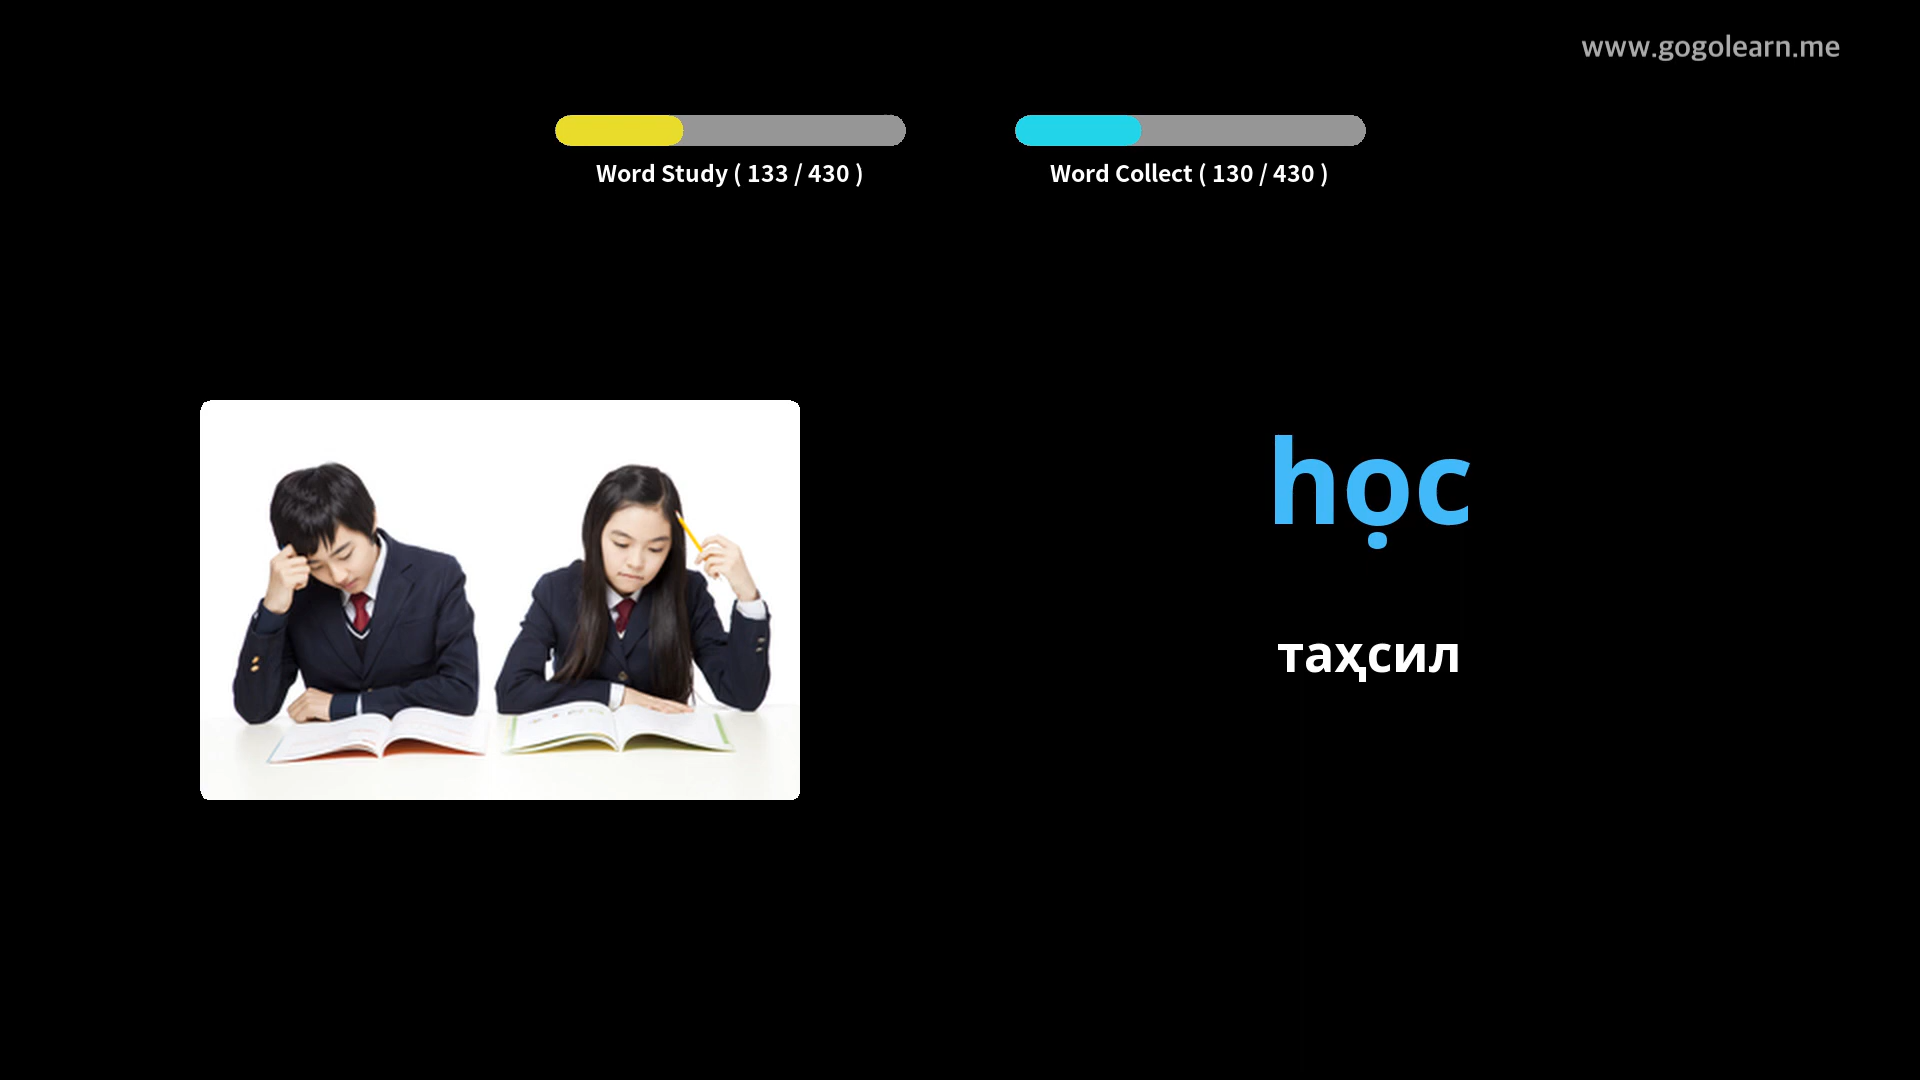 www.gogolearn.me
Word Study ( 133 / 430 )
Word Collect ( 130 / 430 )
học
таҳсил